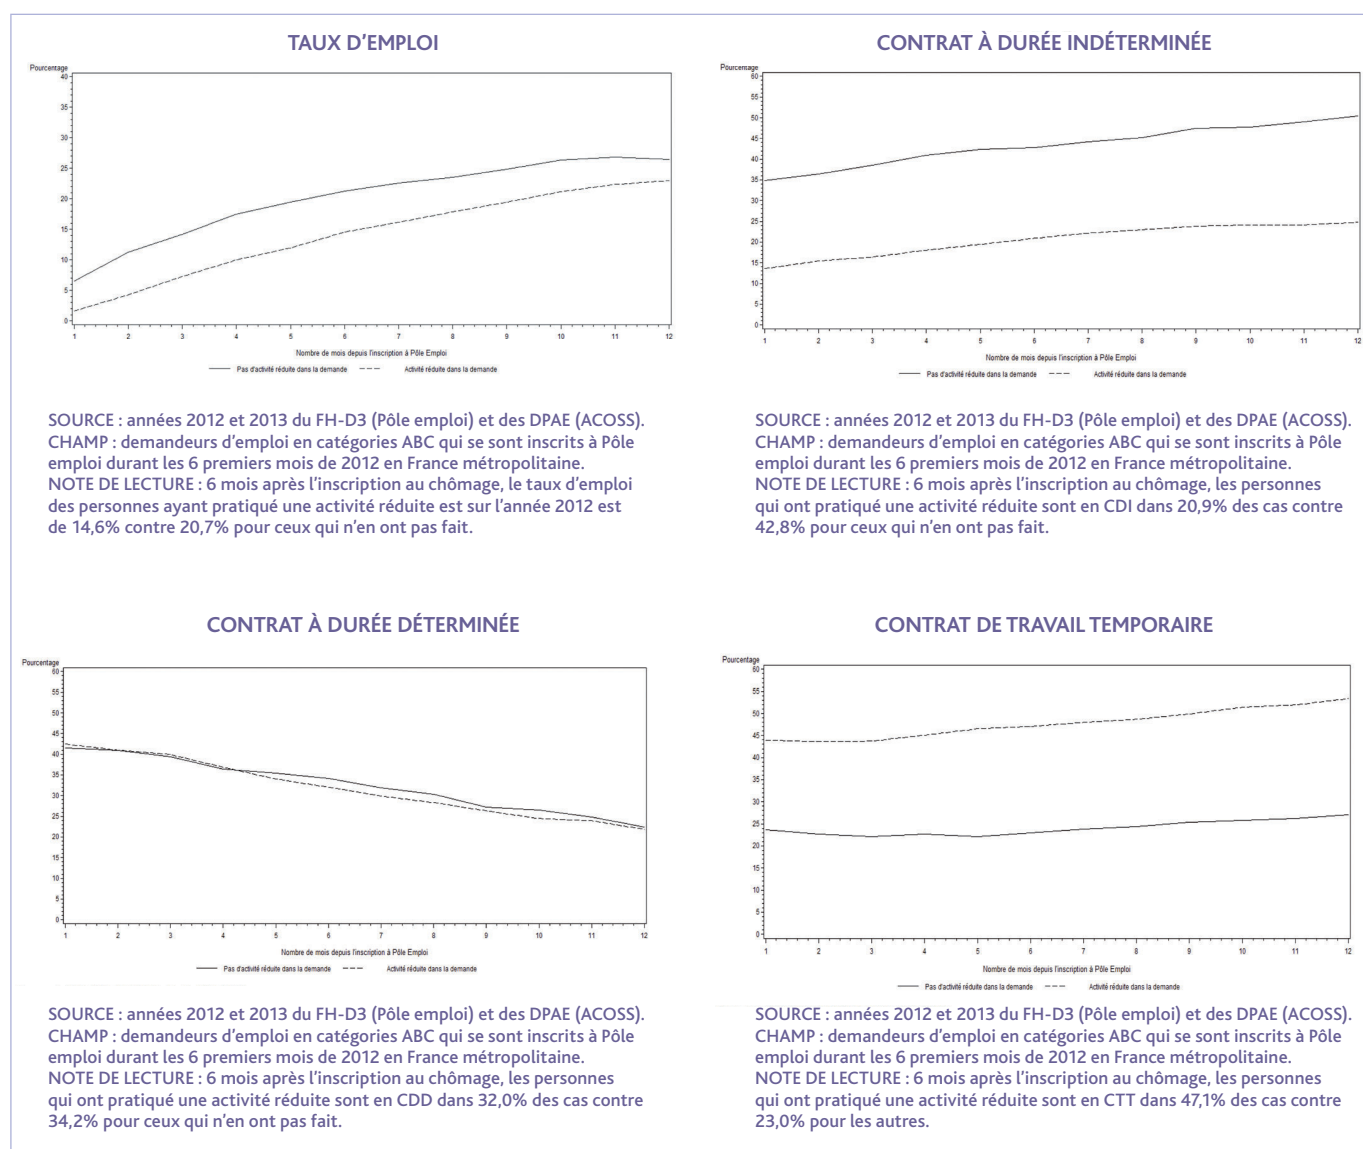 TAUX D'EMPLOI
Pourcentage
40
35
30
25
20
15
10
5
0
1 2 3 4 5 6 7 8 9 10 11 12
Nombre de mois depuis l'inscription à Pôle Emploi
Pas d'activité réduite dans la demande Activité réduite dans la demande
SOURCE : années 2012 et 2013 du FH-D3 (Pôle emploi) et des DPAE (ACOSS).
CHAMP : demandeurs d'emploi en catégories ABC qui se sont inscrits à Pôle
emploi durant les 6 premiers mois de 2012 en France métropolitaine.
NOTE DE LECTURE : 6 mois après l'inscription au chômage, le taux d'emploi
des personnes ayant pratiqué une activité réduite est sur l'année 2012 est
de 14,6% contre 20,7% pour ceux qui n'en ont pas fait.
CONTRAT À DURÉE INDÉTERMINÉE
Pourcentage
60
55
50
45
40
35
30
25
20
15
10
5
0
1 2 3 4 5 6 7 8 9 10 11 12
Nombre de mois depuis l'inscription à Pôle Emploi
Pas d'activité réduite dans la demande Activité réduite dans la demande
SOURCE : années 2012 et 2013 du FH-D3 (Pôle emploi) et des DPAE (ACOSS).
CHAMP : demandeurs d'emploi en catégories ABC qui se sont inscrits à Pôle
emploi durant les 6 premiers mois de 2012 en France métropolitaine.
NOTE DE LECTURE : 6 mois après l'inscription au chômage, les personnes
qui ont pratiqué une activité réduite sont en CDI dans 20,9% des cas contre
42,8% pour ceux qui n'en ont pas fait.
CONTRAT À DURÉE DÉTERMINÉE
Pourcentage
60
55
50
45
40
35
30
25
20
15
10
5
0
1 2 3 4 5 6 7 8 9 10 11 12
Nombre de mois depuis l'inscription à Pôle Emploi
Pas d'activité réduite dans la demande Activité réduite dans la demande
SOURCE : années 2012 et 2013 du FH-D3 (Pôle emploi) et des DPAE (ACOSS).
CHAMP : demandeurs d'emploi en catégories ABC qui se sont inscrits à Pôle
emploi durant les 6 premiers mois de 2012 en France métropolitaine.
NOTE DE LECTURE : 6 mois après l'inscription au chômage, les personnes
qui ont pratiqué une activité réduite sont en CDD dans 32,0% des cas contre
34,2% pour ceux qui n'en ont pas fait.
CONTRAT DE TRAVAIL TEMPORAIRE
Pourcentage
60
55
50
45
40
35
30
25
20
15
10
5
0
1 2 3 4 5 6 7 8 9 10 11 12
Nombre de mois depuis l'inscription à Pôle Emploi
Pas d'activité réduite dans la demande Activité réduite dans la demande
SOURCE : années 2012 et 2013 du FH-D3 (Pôle emploi) et des DPAE (ACOSS).
CHAMP : demandeurs d'emploi en catégories ABC qui se sont inscrits à Pôle
emploi durant les 6 premiers mois de 2012 en France métropolitaine.
NOTE DE LECTURE : 6 mois après l'inscription au chômage, les personnes
qui ont pratiqué une activité réduite sont en CTT dans 47,1% des cas contre
23,0% pour les autres.